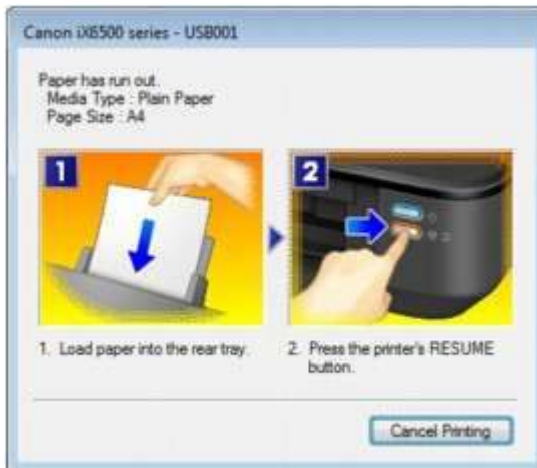 Canon iX6500 series - USB001
Paper has run out.
Media Type : Plain Paper
Page Size : A4
1
2
1. Load paper into the rear tray.
2. Press the printer's RESUME
button.
Cancel Printing